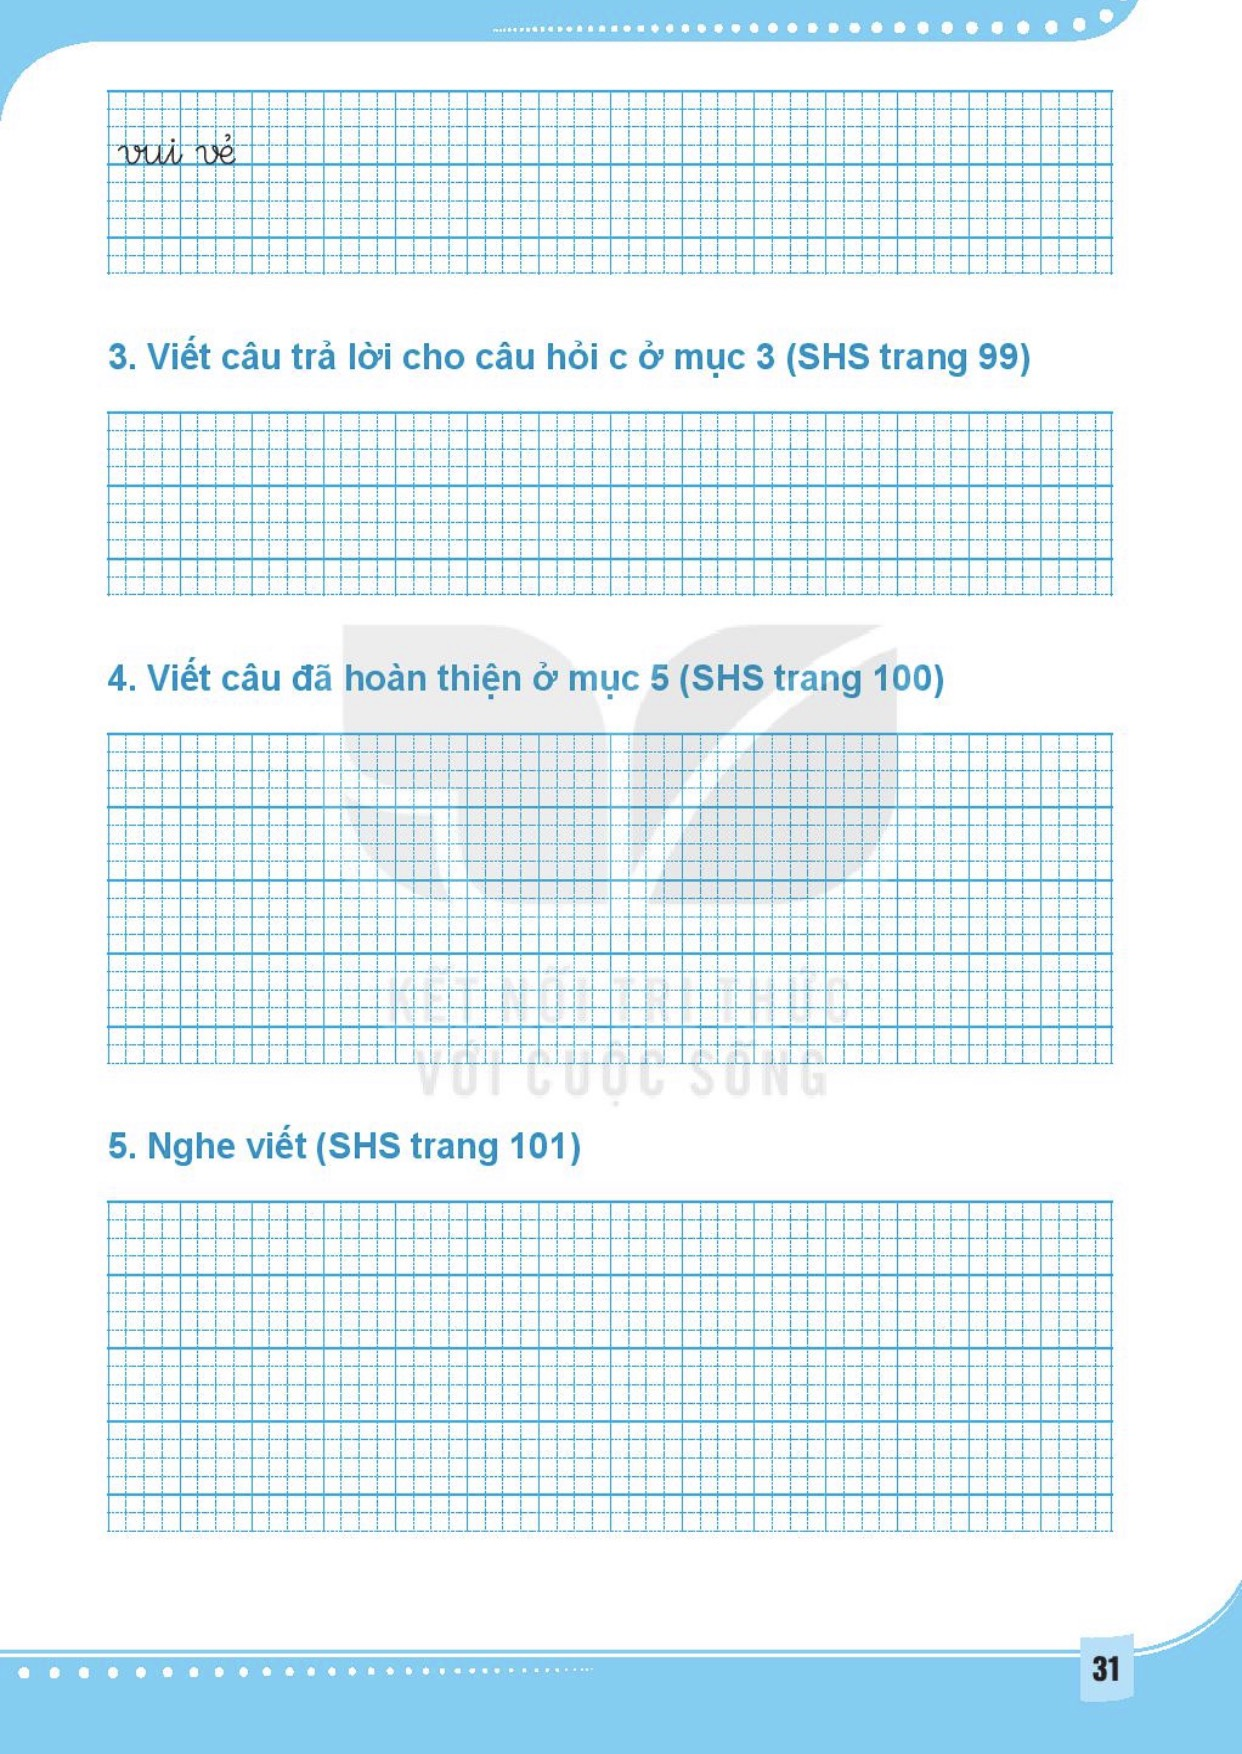 vui vẻ
3. Viết câu trả lời cho câu hỏi c ở mục 3 (SHS trang 99)
4. Viết câu đã hoàn thiện ở mục 5 (SHS trang 100)
KẾT NỐI TRI THỨC
VỚI CUỘC SỐNG
5. Nghe viết (SHS trang 101)
31